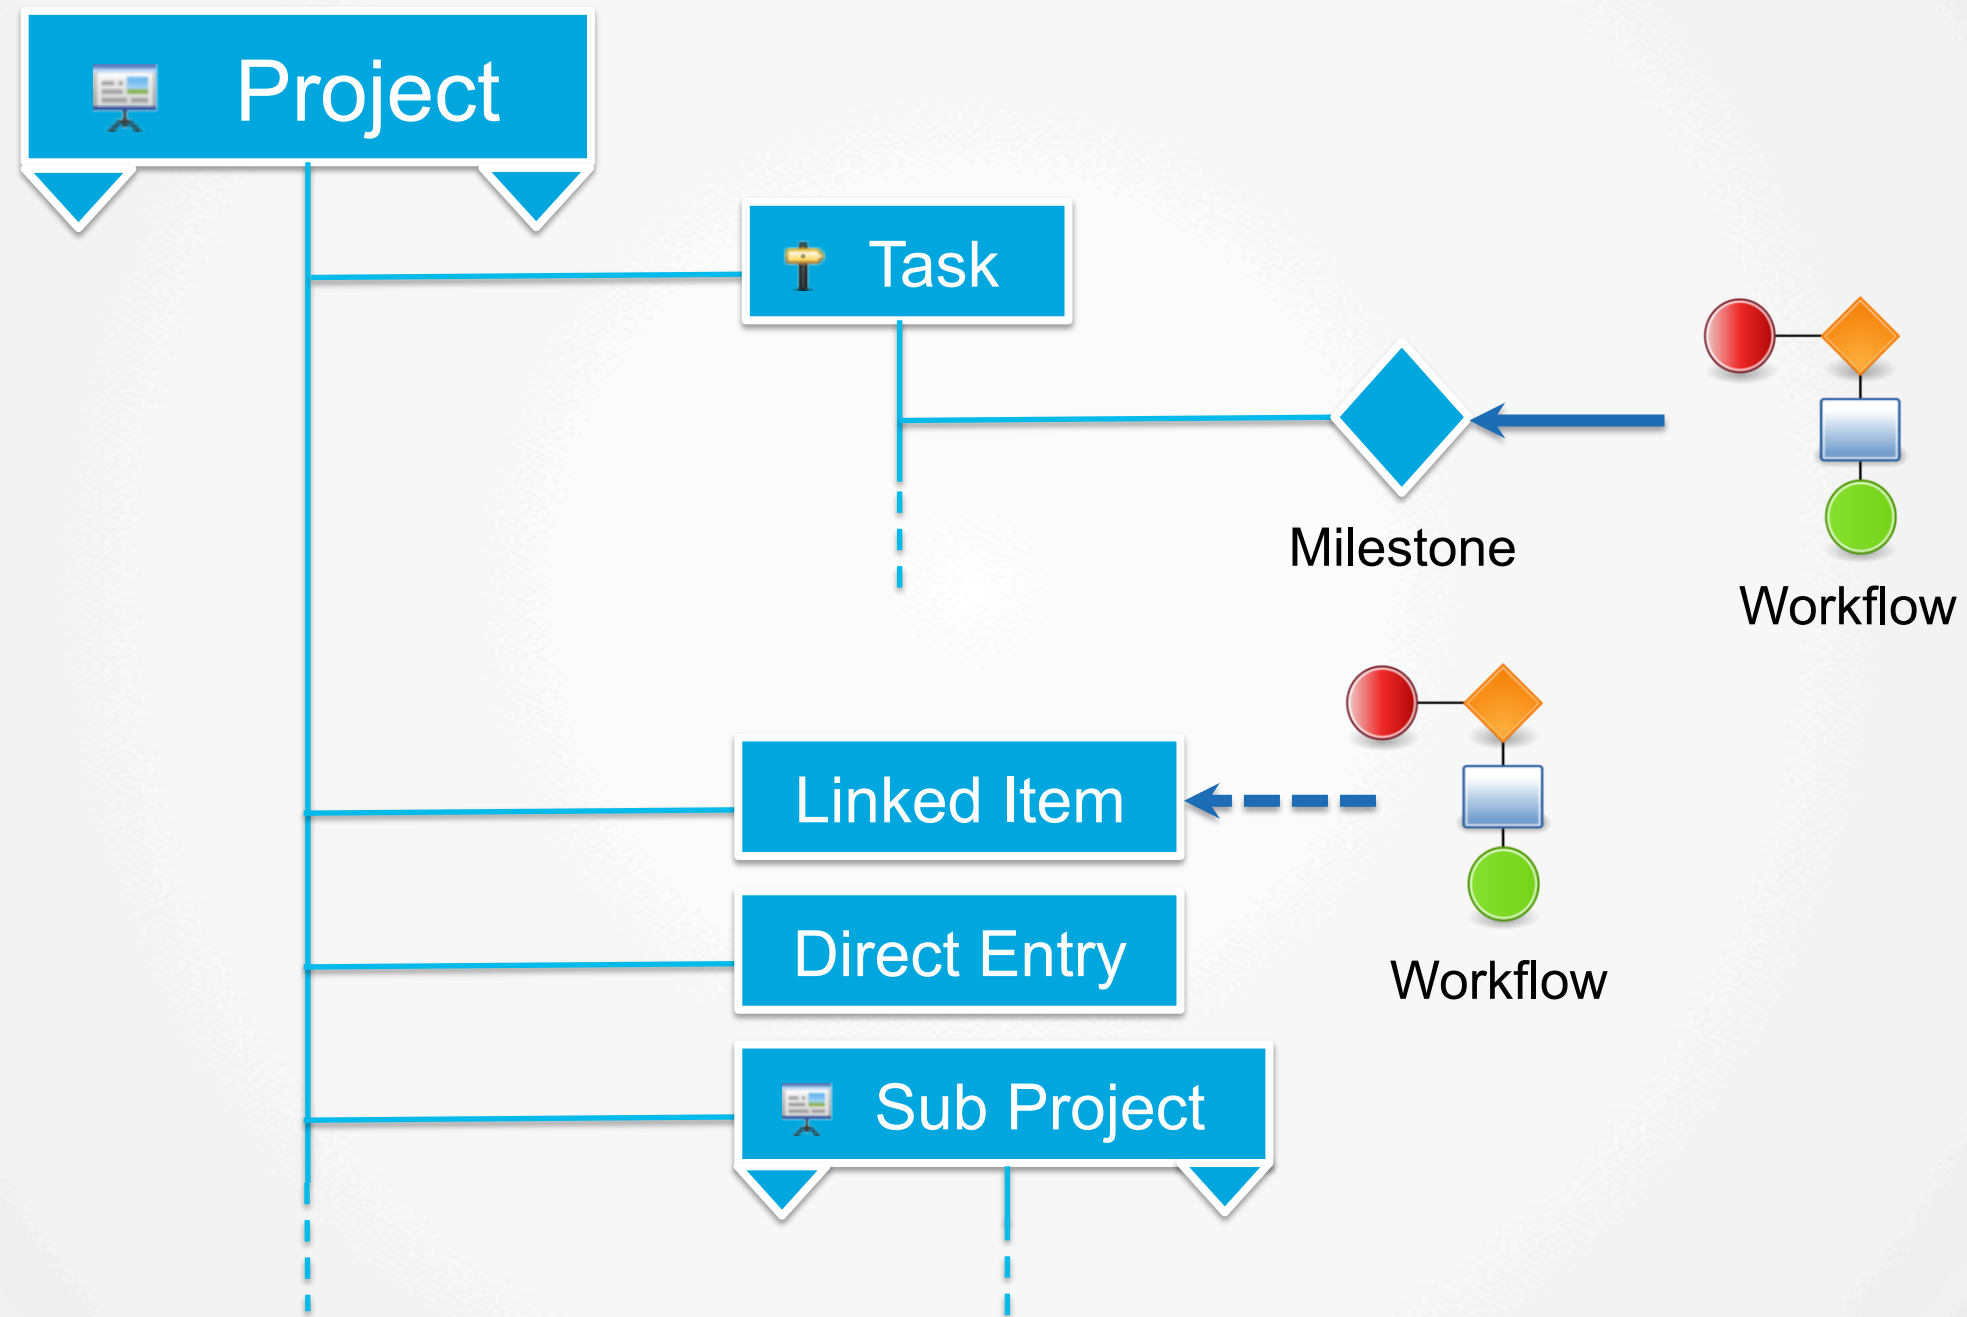 Project
Task
Milestone
Workflow
Linked Item
Direct Entry
Workflow
Sub Project